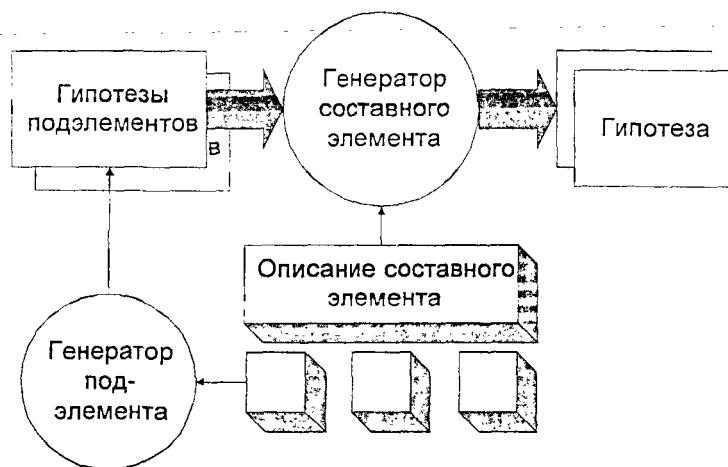 Гипотезы
подэлементов
в
Генератор
составного
элемента
Гипотеза
Описание составного
элемента
Генератор
под-
элемента